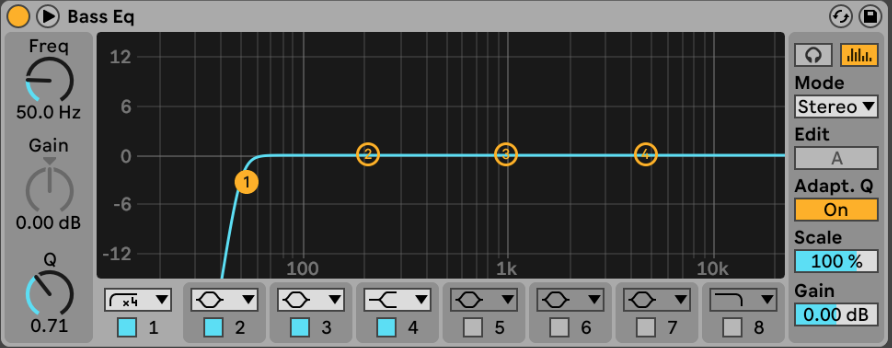 Bass Eq
Freq
50.0 Hz
Gain
0.00 dB
Q
0.71
12
6
0
-6
-12
100
1k
10k
1
2
3
4
x4
1
2
3
4
5
6
7
8
Mode
Stereo
Edit
A
Adapt. Q
On
Scale
100 %
Gain
0.00 dB